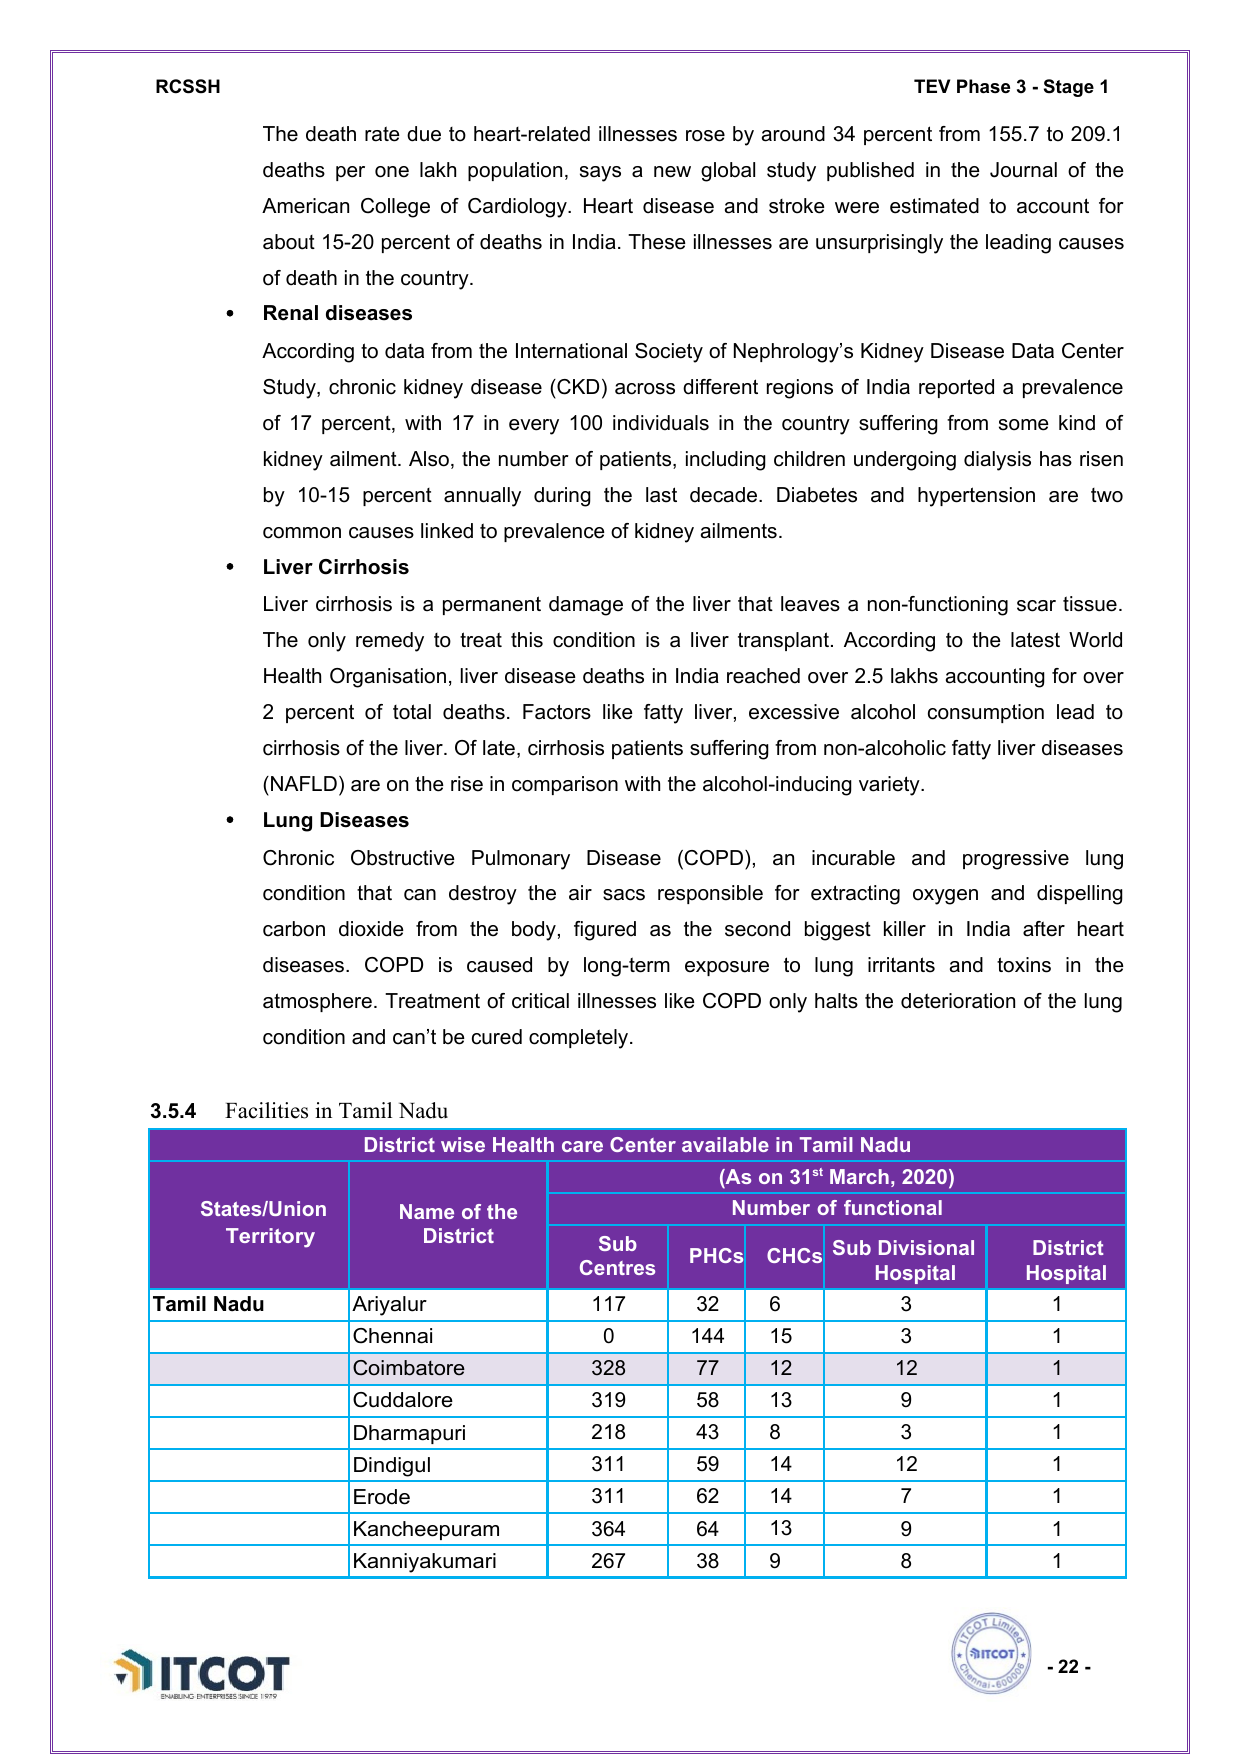 RCSSH TEV Phase 3 - Stage 1
The death rate due to heart-related illnesses rose by around 34 percent from 155.7 to 209.1
deaths per one lakh population, says a new global study published in the Journal of the
American College of Cardiology. Heart disease and stroke were estimated to account for
about 15-20 percent of deaths in India. These illnesses are unsurprisingly the leading causes
of death in the country.
• Renal diseases
According to data from the International Society of Nephrology’s Kidney Disease Data Center
Study, chronic kidney disease (CKD) across different regions of India reported a prevalence
of 17 percent, with 17 in every 100 individuals in the country suffering from some kind of
kidney ailment. Also, the number of patients, including children undergoing dialysis has risen
by 10-15 percent annually during the last decade. Diabetes and hypertension are two
common causes linked to prevalence of kidney ailments.
• Liver Cirrhosis
Liver cirrhosis is a permanent damage of the liver that leaves a non-functioning scar tissue.
The only remedy to treat this condition is a liver transplant. According to the latest World
Health Organisation, liver disease deaths in India reached over 2.5 lakhs accounting for over
2 percent of total deaths. Factors like fatty liver, excessive alcohol consumption lead to
cirrhosis of the liver. Of late, cirrhosis patients suffering from non-alcoholic fatty liver diseases
(NAFLD) are on the rise in comparison with the alcohol-inducing variety.
• Lung Diseases
Chronic Obstructive Pulmonary Disease (COPD), an incurable and progressive lung
condition that can destroy the air sacs responsible for extracting oxygen and dispelling
carbon dioxide from the body, figured as the second biggest killer in India after heart
diseases. COPD is caused by long-term exposure to lung irritants and toxins in the
atmosphere. Treatment of critical illnesses like COPD only halts the deterioration of the lung
condition and can’t be cured completely.
3.5.4 Facilities in Tamil Nadu
District wise Health care Center available in Tamil Nadu
States/Union Territory
Name of the District
(As on 31st March, 2020)
Number of functional
Sub Centres PHCs CHCs Sub Divisional Hospital District Hospital
Tamil Nadu Ariyalur 117 32 6 3 1
Chennai 0 144 15 3 1
Coimbatore 328 77 12 12 1
Cuddalore 319 58 13 9 1
Dharmapuri 218 43 8 3 1
Dindigul 311 59 14 12 1
Erode 311 62 14 7 1
Kancheepuram 364 64 13 9 1
Kanniyakumari 267 38 9 8 1
ITCOT
ENABLING ENTERPRISES SINCE 1979
ITCOT Limited
ITCOT
Chennai-600006
- 22 -